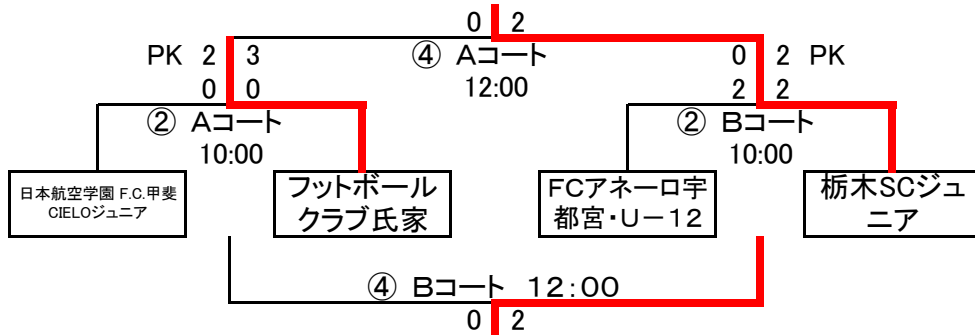 0 2
PK 2 3 ④ Aコート 0 2 PK
0 0 12:00 2 2
② Aコート ② Bコート
10:00 10:00
日本航空学園 F.C.甲斐
CIELOジュニア
フットボール
クラブ氏家
FCアネーロ宇
都宮・U－12
栃木SCジュ
ニア
④ Bコート 12:00
0 2